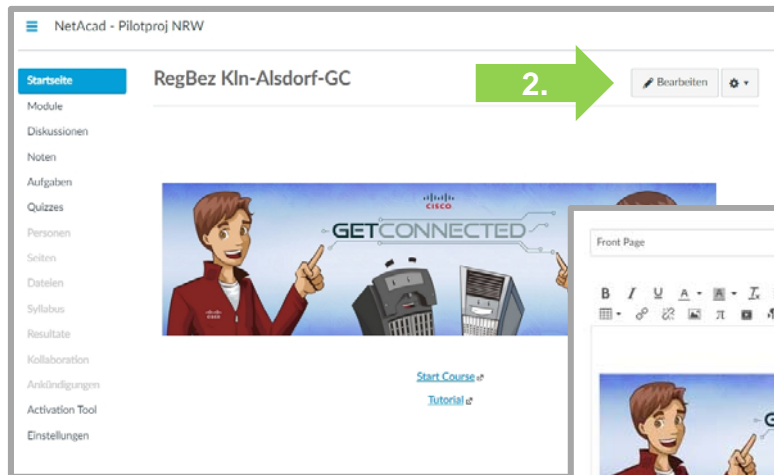 NetAcad - Pilotproj NRW
Startseite
Module
Diskussionen
Noten
Aufgaben
Quizzes
Personen
Seiten
Dateien
Syllabus
Resultate
Kollaboration
Ankündigungen
Activation Tool
Einstellungen
RegBez Kln-Alsdorf-GC
2.
Bearbeiten
CISCO
GETCONNECTED
Start Course
Tutorial
Front Page
B I U A A Tx
π
G